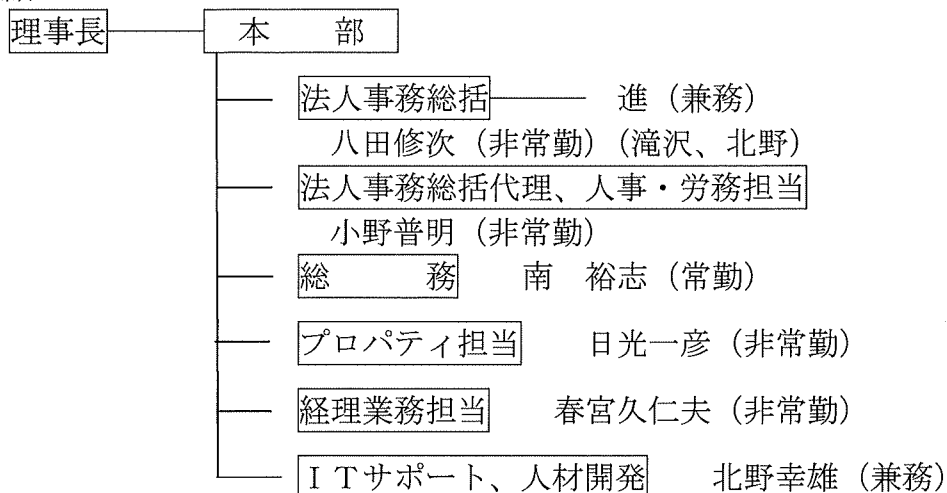 理事長 本 部
法人事務総括 進（兼務）
八田修次（非常勤）（滝沢、北野）
法人事務総括代理、人事・労務担当
小野普明（非常勤）
総 務 南 裕志（常勤）
プロパティ担当 日光一彦（非常勤）
経理業務担当 春宮久仁夫（非常勤）
ＩＴサポート、人材開発 北野幸雄（兼務）